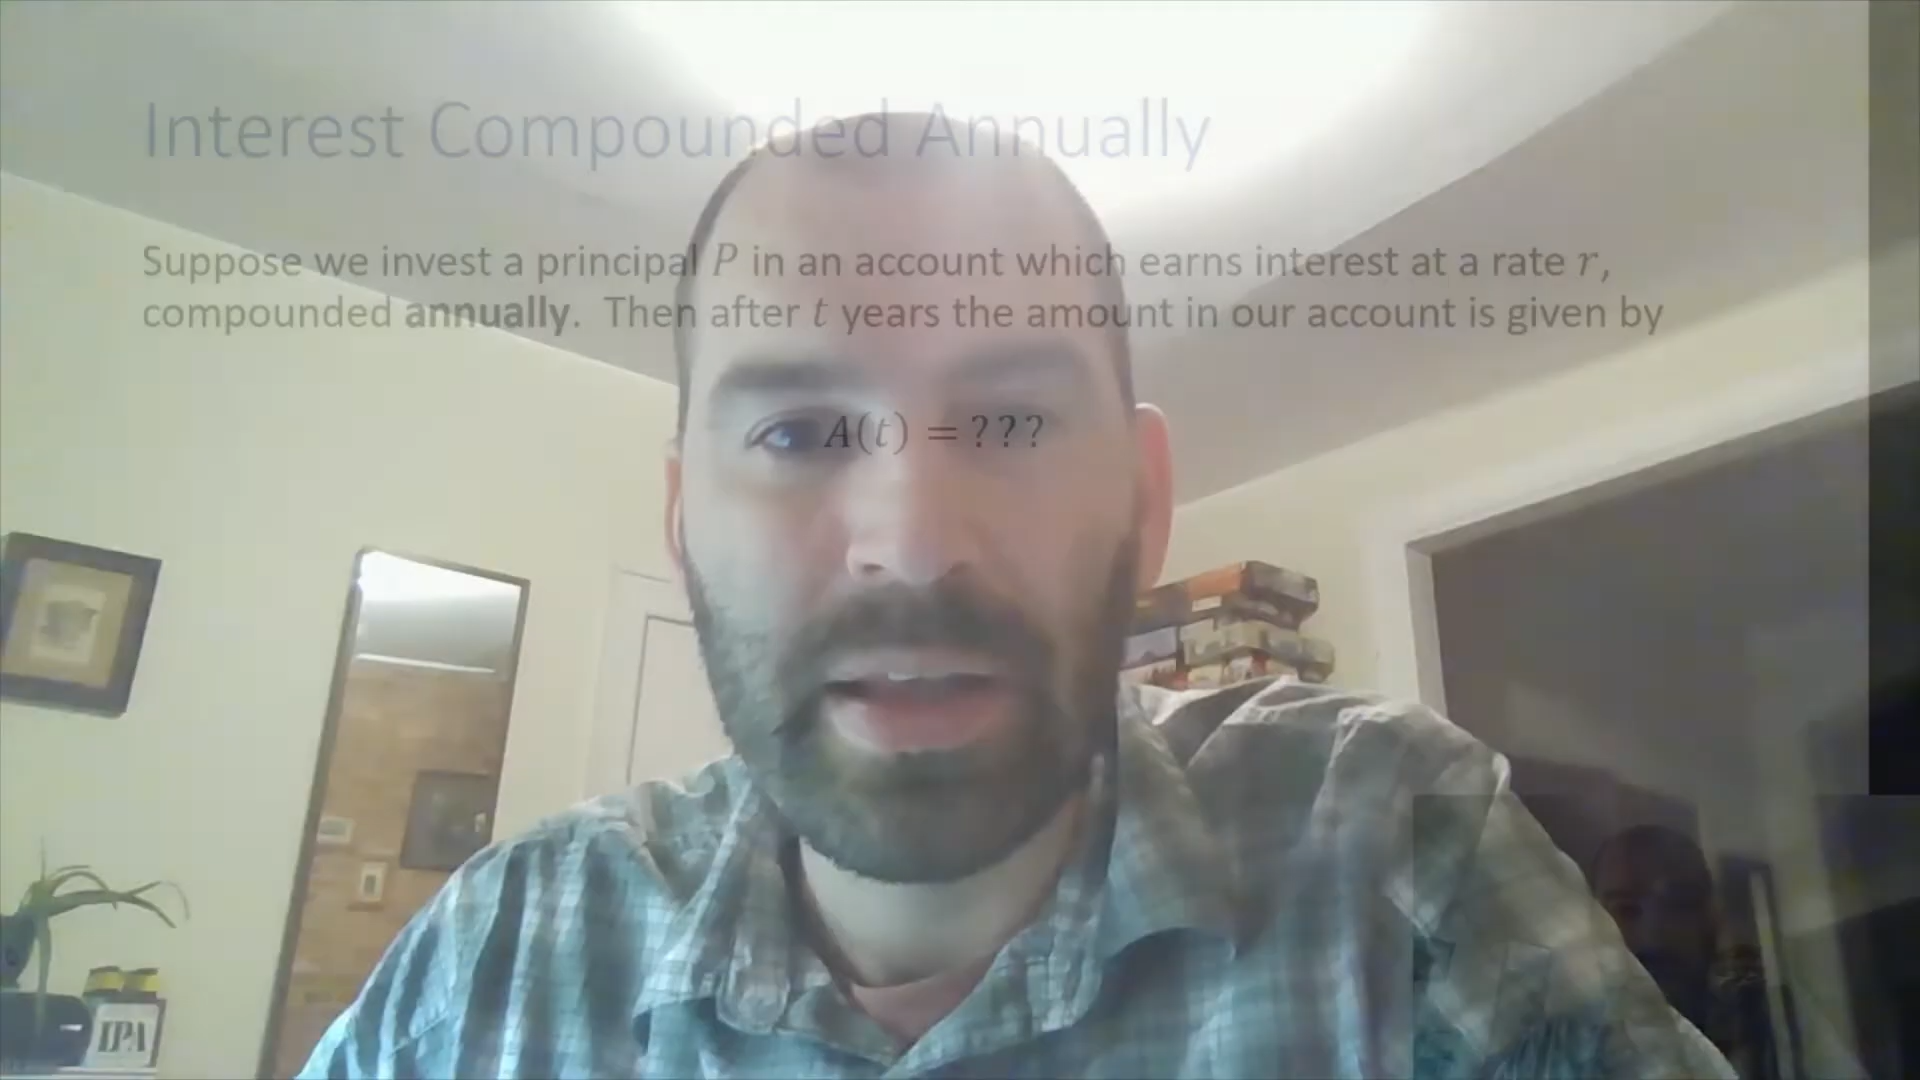 Interest Compounded Annually
Suppose we invest a principal P in an account which earns interest at a rate r,
compounded annually. Then after t years the amount in our account is given by
A(t) = ???
IPA